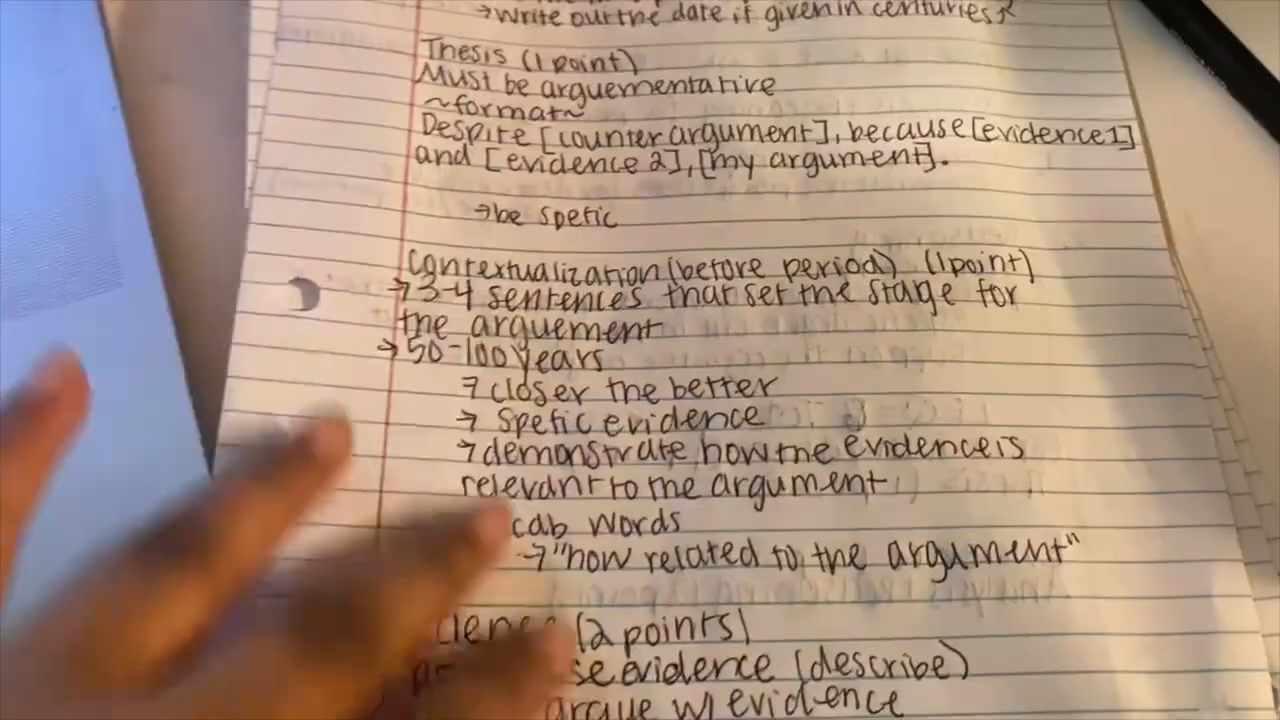 →Write out the date if given in centuries
Thesis (1 point)
Must be arguementative
~format~
Despite [counter argument], because [evidence 1]
and [evidence 2], [my argument].
→be spefic
Contextualization (before period) (1 point)
→ 3-4 sentences that set the stage for
the arguement
→ 50-100 years
→ closer the better
→ Spefic evidence
→ demonstrate how the evidence is
relevant to the argument
words
→ "how related to the argument"
(2 points)
evidence (describe)
argue w/ evidence